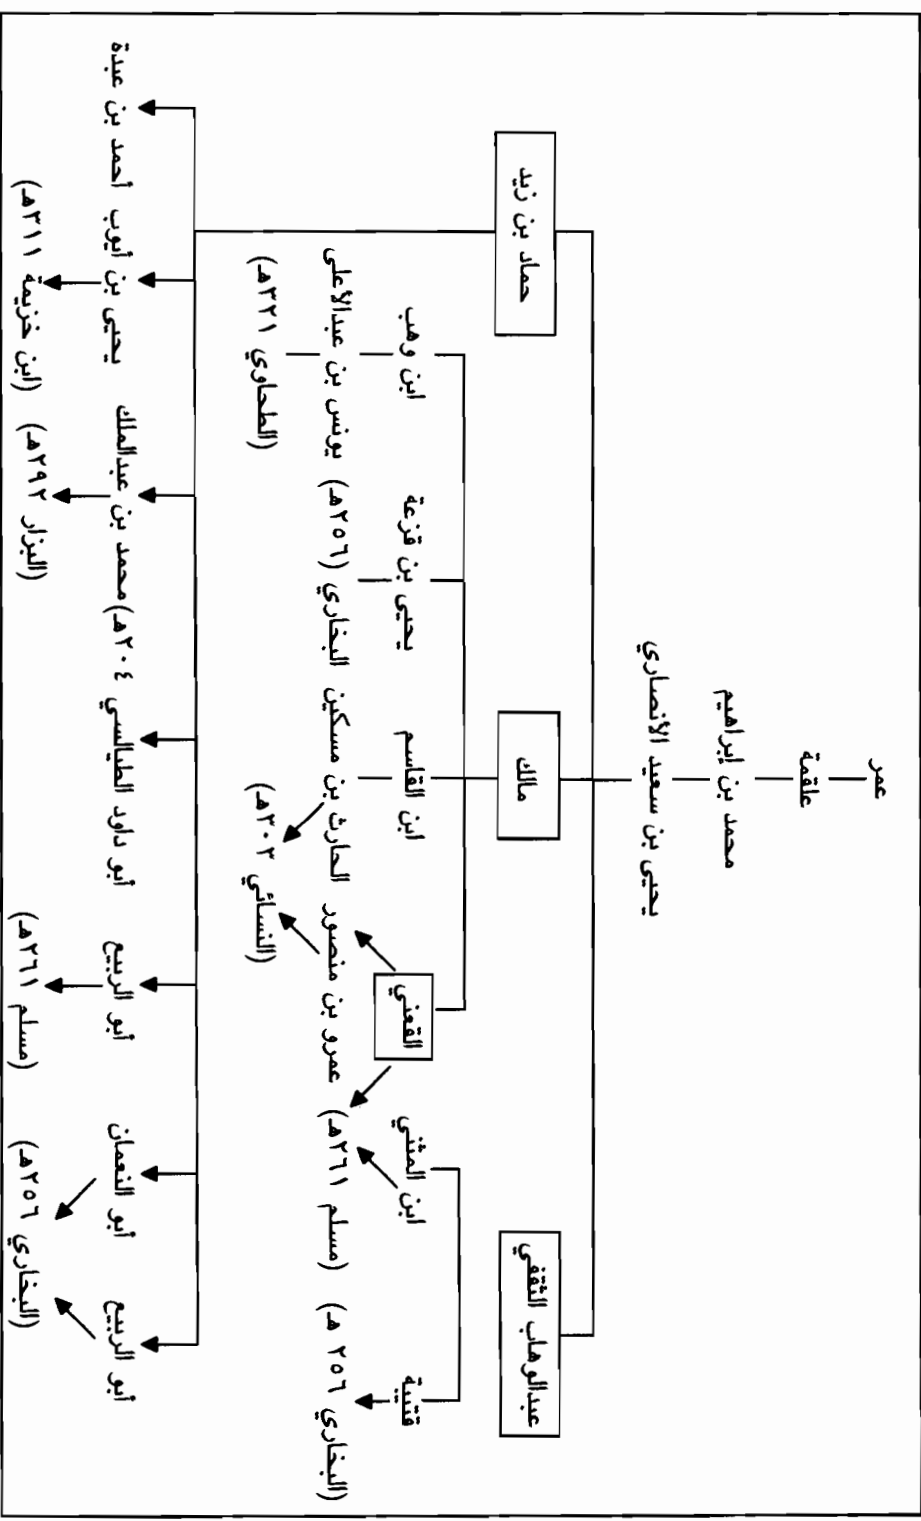 عمر
علقمة
محمد بن إبراهيم
يحيى بن سعيد الأنصاري
حماد بن زيد
مالك
عبدالوهاب الثقفي
ابن وهب
يحيى بن قزعة
ابن القاسم
القعنبي
ابن المثنى
قتيبة
يونس بن عبدالأعلى
البخاري (٢٥٦هـ)
الحارث بن مسكين
عمرو بن منصور
(مسلم ٢٦١هـ)
(البخاري ٢٥٦ هـ)
(الطحاوي ٣٢١هـ)
(النسائي ٣٠٣هـ)
أحمد بن عبدة
يحيى بن أيوب
محمد بن عبدالملك
أبو داود الطيالسي ٢٠٤هـ)
أبو الربيع
أبو النعمان
أبو الربيع
(ابن خزيمة ٣١١هـ)
(البزار ٢٩٢هـ)
(مسلم ٢٦١هـ)
(البخاري ٢٥٦هـ)